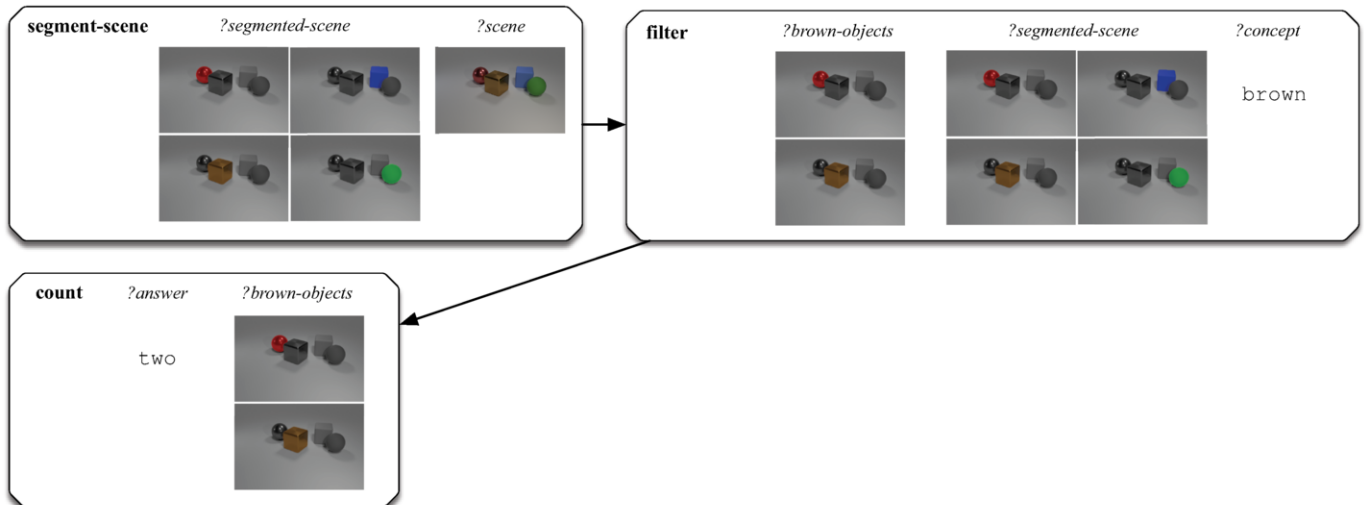 segment-scene ?segmented-scene ?scene
filter ?brown-objects ?segmented-scene ?concept
brown
count ?answer ?brown-objects
two